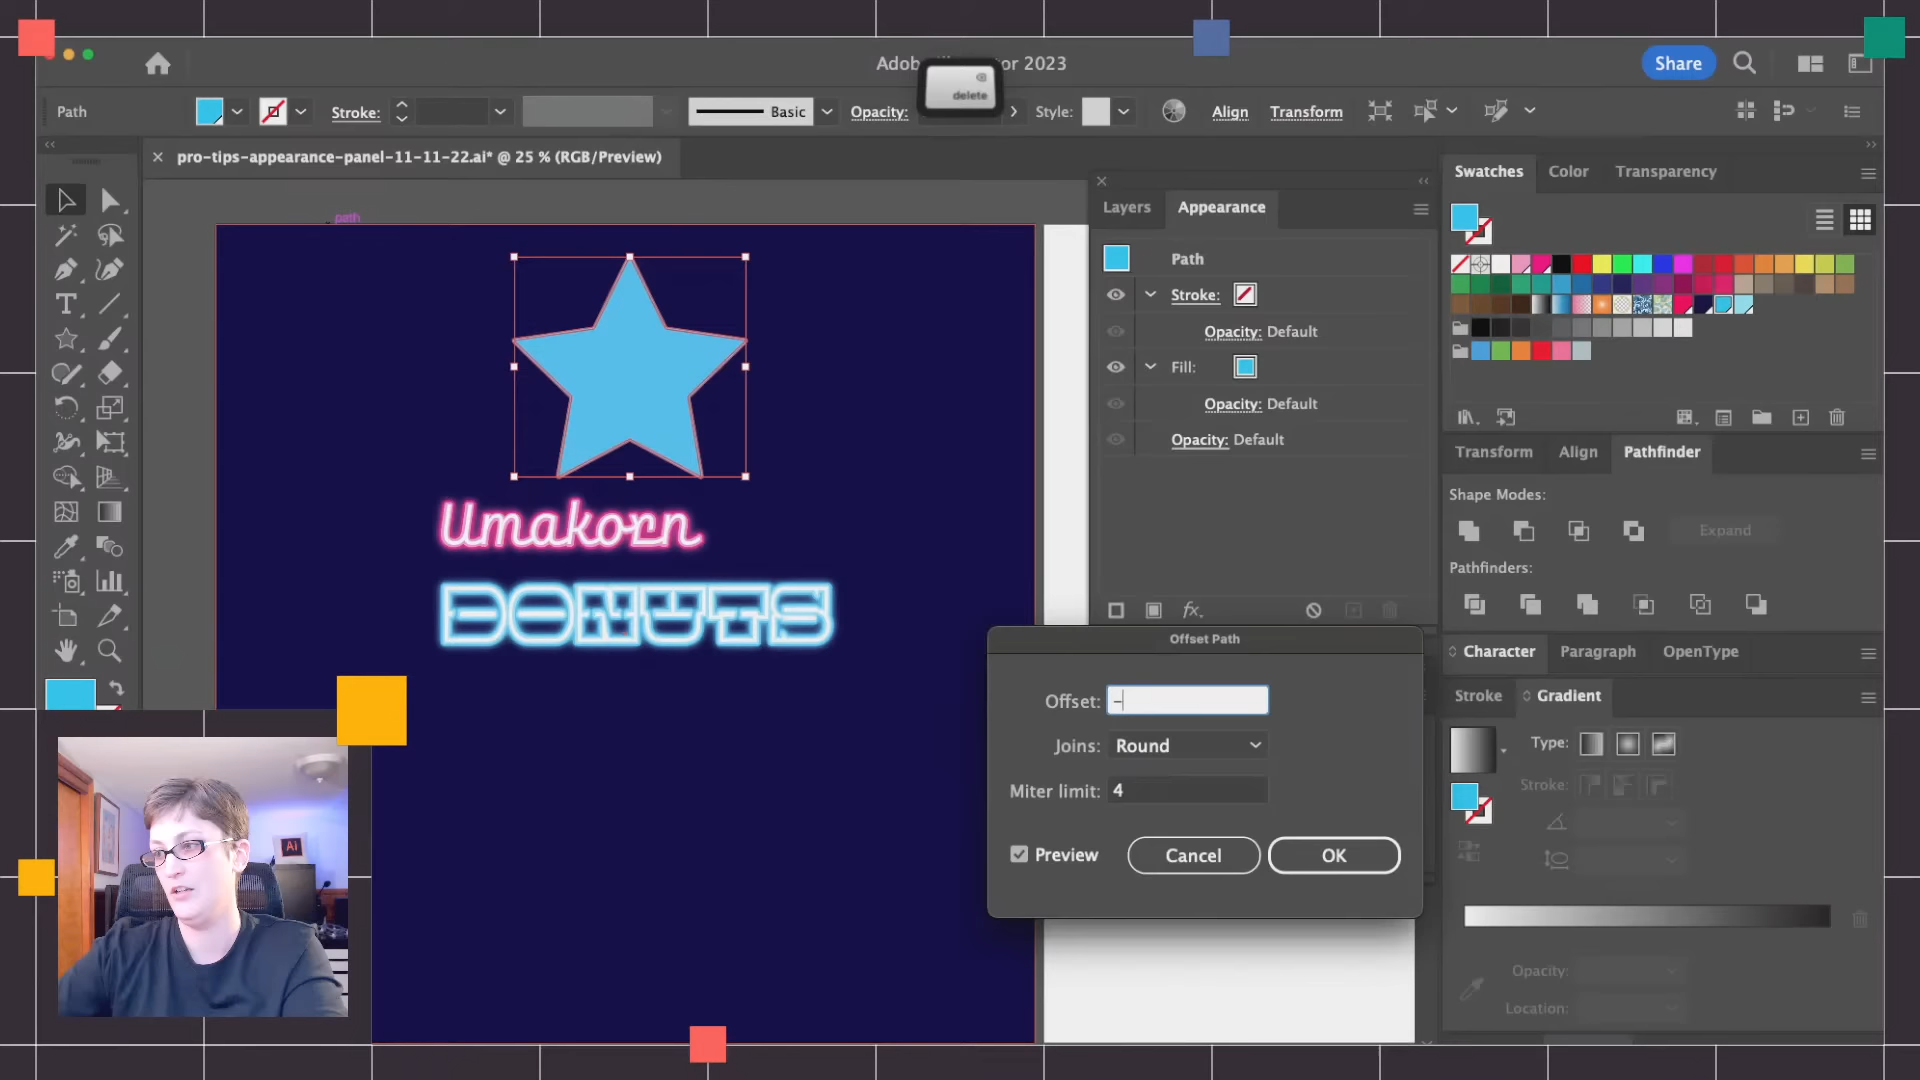 Adob
or 2023
delete
Share
Path
Stroke:
Basic
Opacity:
Style:
Align
Transform
pro-tips-appearance-panel-11-11-22.ai* @ 25 % (RGB/Preview)
path
Umakorn
DONUTS
Layers
Appearance
Path
Stroke:
Opacity: Default
Fill:
Opacity: Default
Opacity: Default
fx.
Swatches
Color
Transparency
Transform
Align
Pathfinder
Shape Modes:
Expand
Pathfinders:
Character
Paragraph
OpenType
Stroke
Gradient
Type:
Stroke:
Opacity:
Location:
Offset Path
Offset: -
Joins: Round
Miter limit: 4
Preview
Cancel
OK
Ai